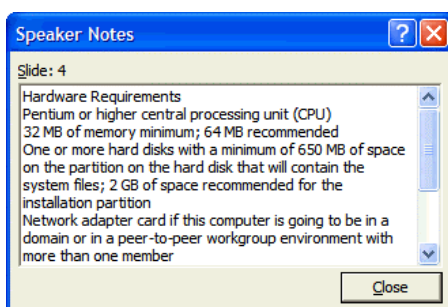 Speaker Notes
Slide: 4
Hardware Requirements
Pentium or higher central processing unit (CPU)
32 MB of memory minimum; 64 MB recommended
One or more hard disks with a minimum of 650 MB of space
on the partition on the hard disk that will contain the
system files; 2 GB of space recommended for the
installation partition
Network adapter card if this computer is going to be in a
domain or in a peer-to-peer workgroup environment with
more than one member
Close